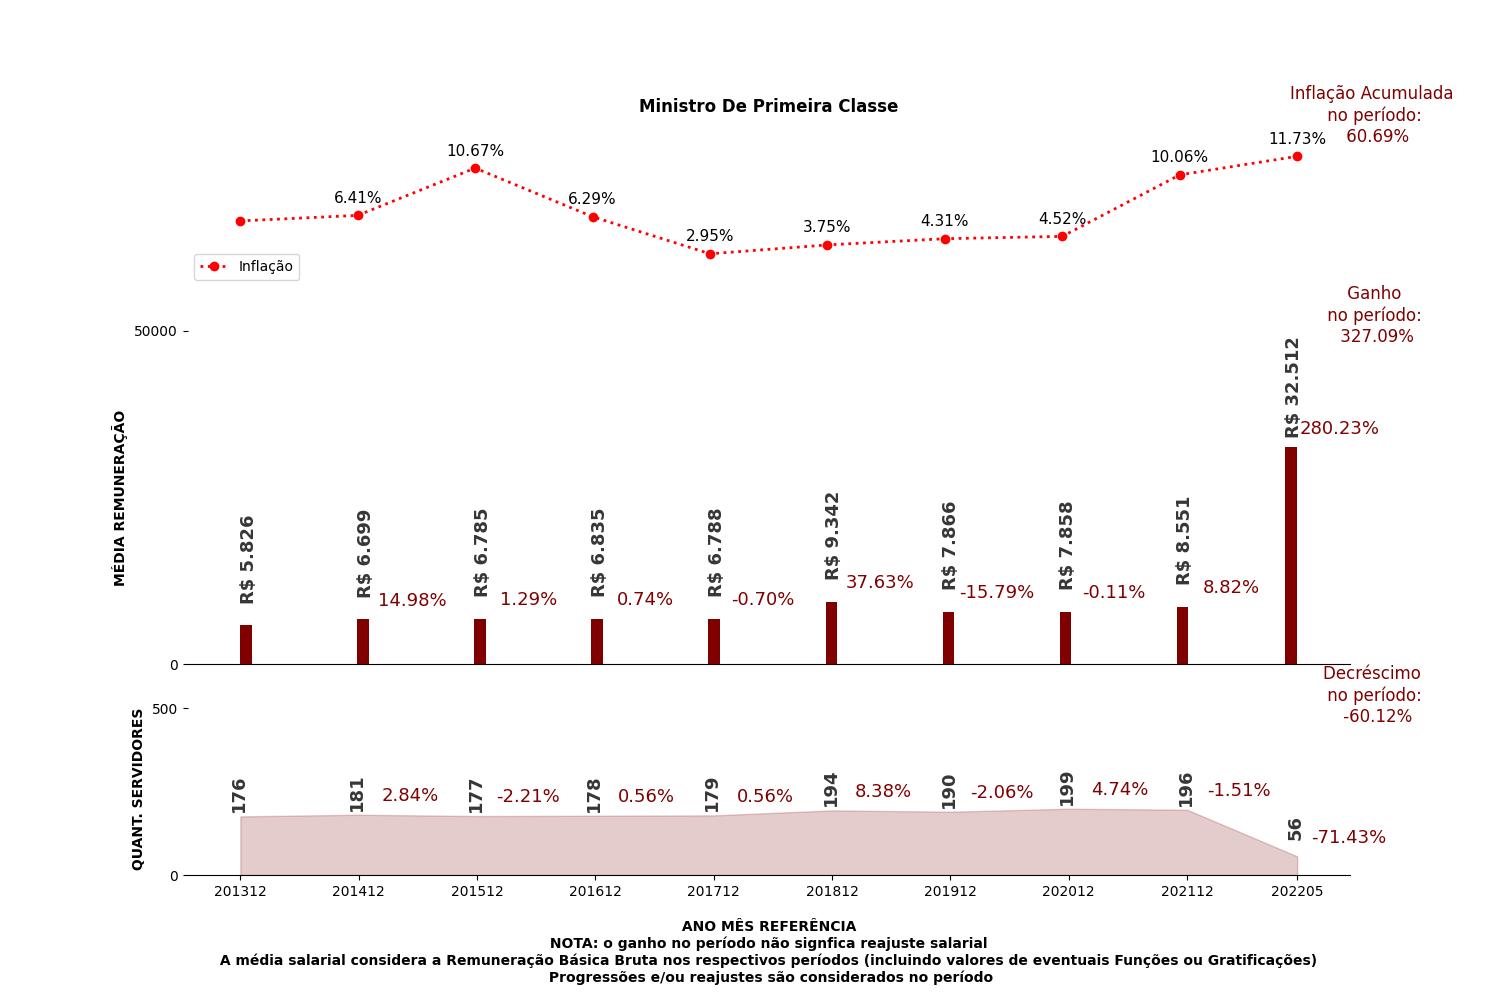 Ministro De Primeira Classe
Inflação Acumulada
no período:
60.69%
6.41%
10.67%
6.29%
2.95%
3.75%
4.31%
4.52%
10.06%
11.73%
Inflação
Ganho
no período:
327.09%
50000
0
MÉDIA REMUNERAÇÃO
R$ 5.826
R$ 6.699
R$ 6.785
R$ 6.835
R$ 6.788
R$ 9.342
R$ 7.866
R$ 7.858
R$ 8.551
R$ 32.512
14.98%
1.29%
0.74%
-0.70%
37.63%
-15.79%
-0.11%
8.82%
280.23%
Decréscimo
no período:
-60.12%
500
0
QUANT. SERVIDORES
176
181
177
178
179
194
190
199
196
56
2.84%
-2.21%
0.56%
0.56%
8.38%
-2.06%
4.74%
-1.51%
-71.43%
201312
201412
201512
201612
201712
201812
201912
202012
202112
202205
ANO MÊS REFERÊNCIA
NOTA: o ganho no período não signfica reajuste salarial
A média salarial considera a Remuneração Básica Bruta nos respectivos períodos (incluindo valores de eventuais Funções ou Gratificações)
Progressões e/ou reajustes são considerados no período